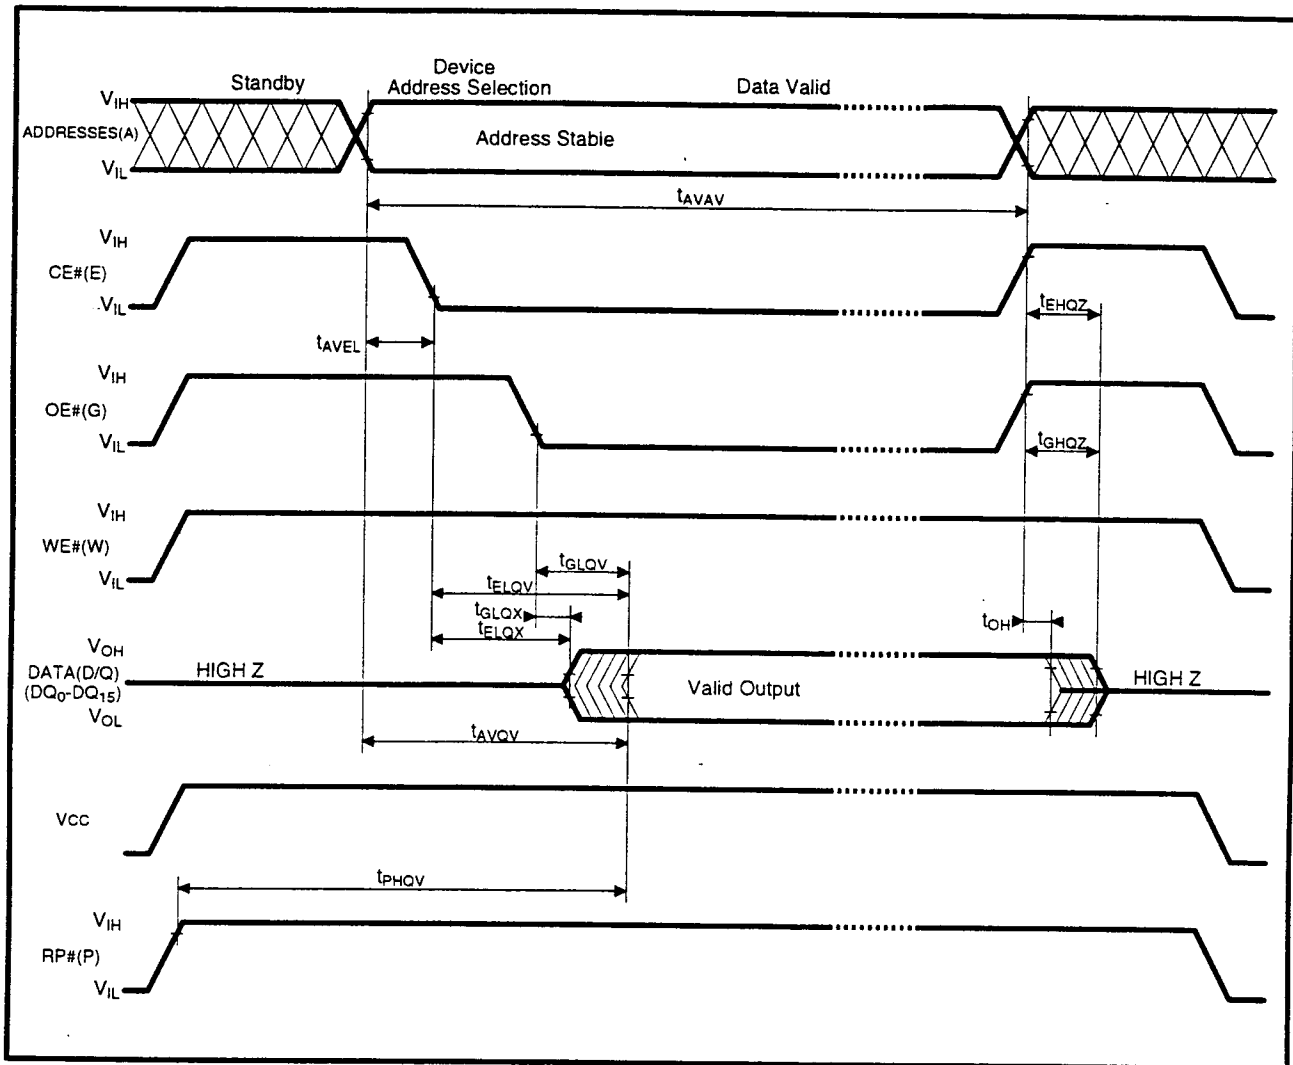 Standby
Device
Address Selection
Data Valid
VIH
ADDRESSES(A)
Address Stable
VIL
tAVAV
VIH
CE#(E)
VIL
tEHQZ
tAVEL
VIH
OE#(G)
VIL
tGHQZ
VIH
WE#(W)
VIL
tGLQV
tELQV
tGLQX
tELQX
tOH
VOH
DATA(D/Q)
(DQ0-DQ15)
VOL
HIGH Z
Valid Output
HIGH Z
tAVQV
VCC
tPHQV
VIH
RP#(P)
VIL